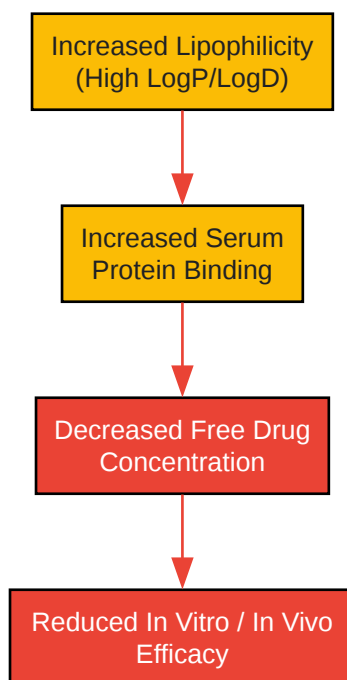 Increased Lipophilicity
(High LogP/LogD)
Increased Serum
Protein Binding
Decreased Free Drug
Concentration
Reduced In Vitro / In Vivo
Efficacy